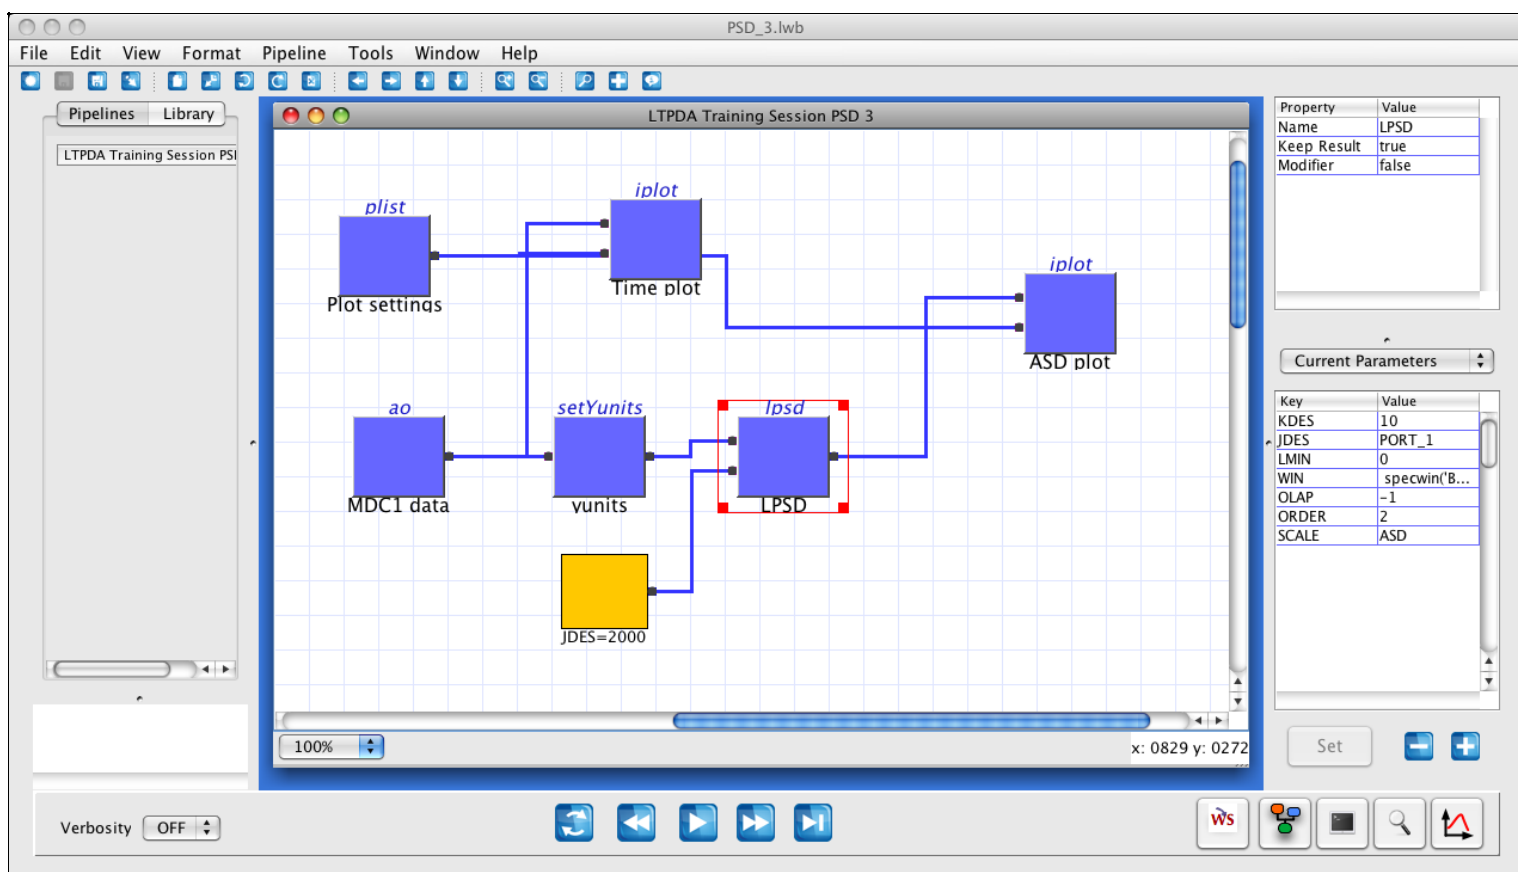 PSD_3.lwb
File Edit View Format Pipeline Tools Window Help
Pipelines Library
LTPDA Training Session PSI
LTPDA Training Session PSD 3
plist
Plot settings
iplot
Time plot
iplot
ASD plot
ao
MDC1 data
setYunits
yunits
lpsd
LPSD
JDES=2000
100%
x: 0829 y: 0272
Property Value
Name LPSD
Keep Result true
Modifier false
Current Parameters
Key Value
KDES 10
JDES PORT_1
LMIN 0
WIN specwin('B...
OLAP -1
ORDER 2
SCALE ASD
Set
Verbosity OFF
WS